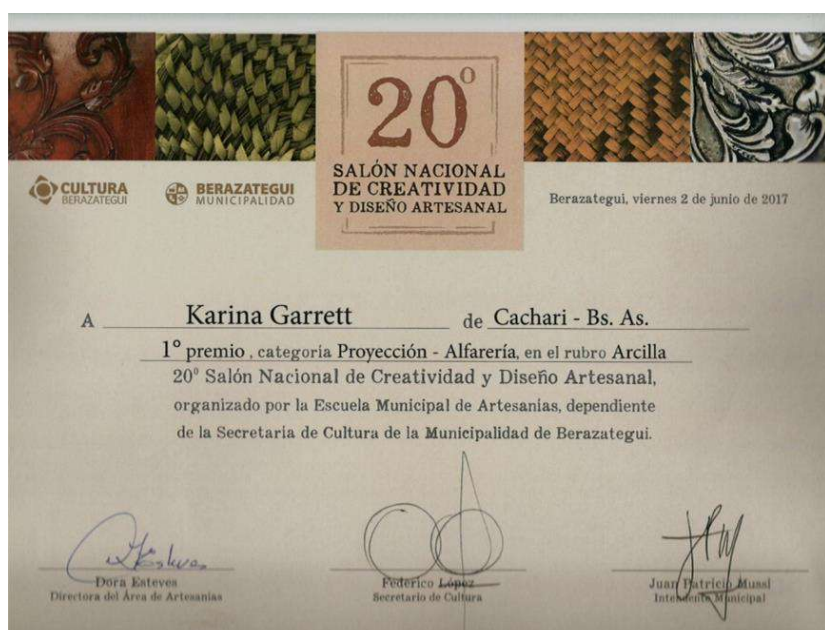 20º
SALÓN NACIONAL
DE CREATIVIDAD
Y DISEÑO ARTESANAL
CULTURA
BERAZATEGUI
BERAZATEGUI
MUNICIPALIDAD
Berazategui, viernes 2 de junio de 2017
A Karina Garrett de Cachari - Bs. As.
1º premio , categoria Proyección - Alfarería, en el rubro Arcilla
20º Salón Nacional de Creatividad y Diseño Artesanal,
organizado por la Escuela Municipal de Artesanias, dependiente
de la Secretaria de Cultura de la Municipalidad de Berazategui.
Dora Esteves
Directora del Área de Artesanias
Federico López
Secretario de Cultura
Juan Patricio Mussi
Intendente Municipal